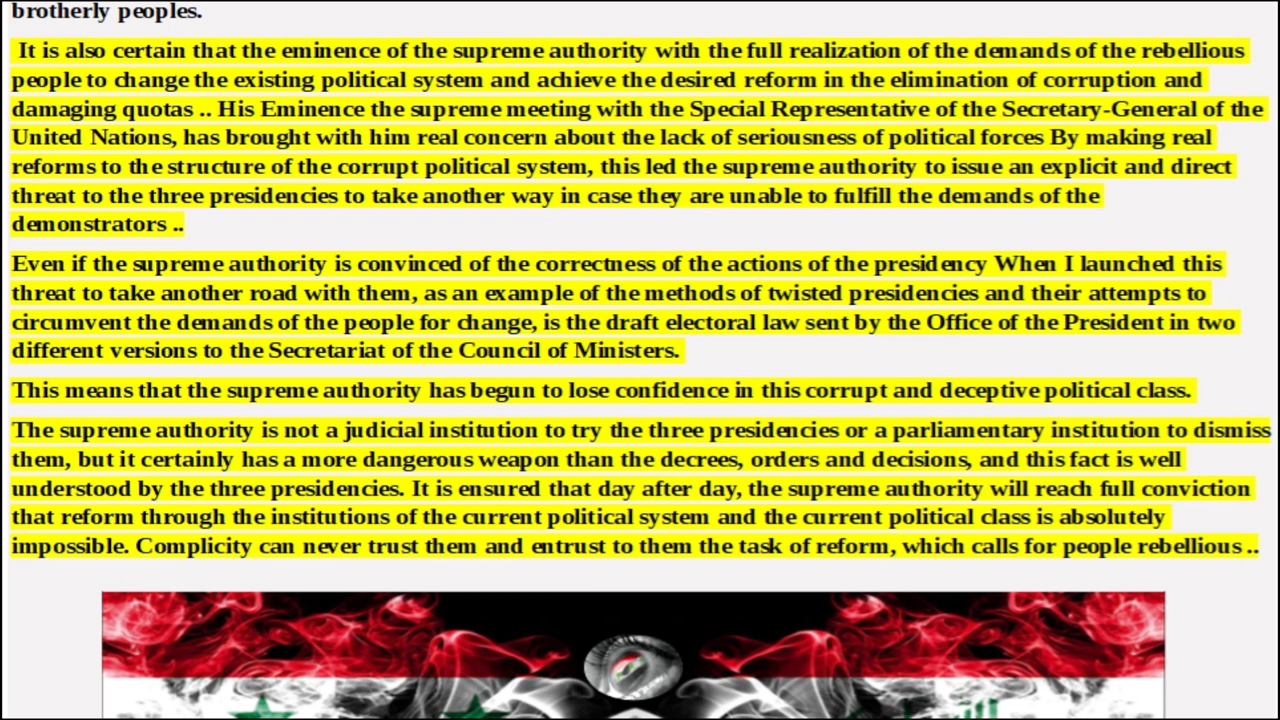 brotherly peoples.
It is also certain that the eminence of the supreme authority with the full realization of the demands of the rebellious
people to change the existing political system and achieve the desired reform in the elimination of corruption and
damaging quotas .. His Eminence the supreme meeting with the Special Representative of the Secretary-General of the
United Nations, has brought with him real concern about the lack of seriousness of political forces By making real
reforms to the structure of the corrupt political system, this led the supreme authority to issue an explicit and direct
threat to the three presidencies to take another way in case they are unable to fulfill the demands of the
demonstrators ..
Even if the supreme authority is convinced of the correctness of the actions of the presidency When I launched this
threat to take another road with them, as an example of the methods of twisted presidencies and their attempts to
circumvent the demands of the people for change, is the draft electoral law sent by the Office of the President in two
different versions to the Secretariat of the Council of Ministers.
This means that the supreme authority has begun to lose confidence in this corrupt and deceptive political class.
The supreme authority is not a judicial institution to try the three presidencies or a parliamentary institution to dismiss
them, but it certainly has a more dangerous weapon than the decrees, orders and decisions, and this fact is well
understood by the three presidencies. It is ensured that day after day, the supreme authority will reach full conviction
that reform through the institutions of the current political system and the current political class is absolutely
impossible. Complicity can never trust them and entrust to them the task of reform, which calls for people rebellious ..